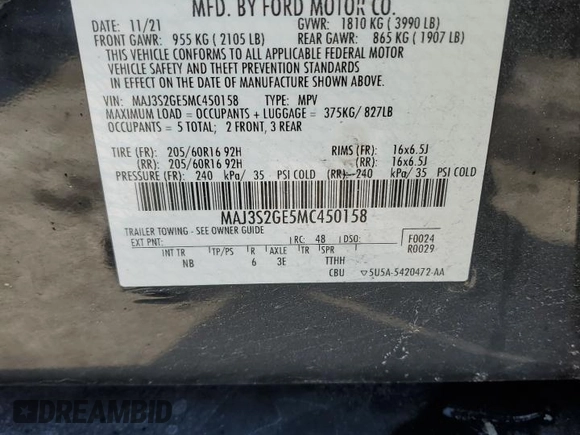 MFD. BY FORD MOTOR CO.
DATE: 11/21 GVWR: 1810 KG ( 3990 LB)
FRONT GAWR: 955 KG ( 2105 LB) REAR GAWR: 865 KG ( 1907 LB)
THIS VEHICLE CONFORMS TO ALL APPLICABLE FEDERAL MOTOR
VEHICLE SAFETY AND THEFT PREVENTION STANDARDS
IN EFFECT ON THE DATE OF MANUFACTURE SHOWN ABOVE.
VIN: MAJ3S2GE5MC450158 TYPE: MPV
MAXIMUM LOAD = OCCUPANTS + LUGGAGE = 375KG/ 827LB
OCCUPANTS = 5 TOTAL; 2 FRONT, 3 REAR
TIRE (FR): 205/60R16 92H RIMS (FR): 16x6.5J
(RR): 205/60R16 92H (RR): 16x6.5J
PRESSURE (FR): 240 kPa/ 35 PSI COLD (RR): 240 kPa/ 35 PSI COLD
MAJ3S2GE5MC450158
TRAILER TOWING - SEE OWNER GUIDE
EXT PNT: RC: 48 DSO: F0024
R0029
INT TR TP/PS R AXLE TR SPR
NB 6 3E TTHH
CBU 5U5A-5420472-AA
DREAMBID